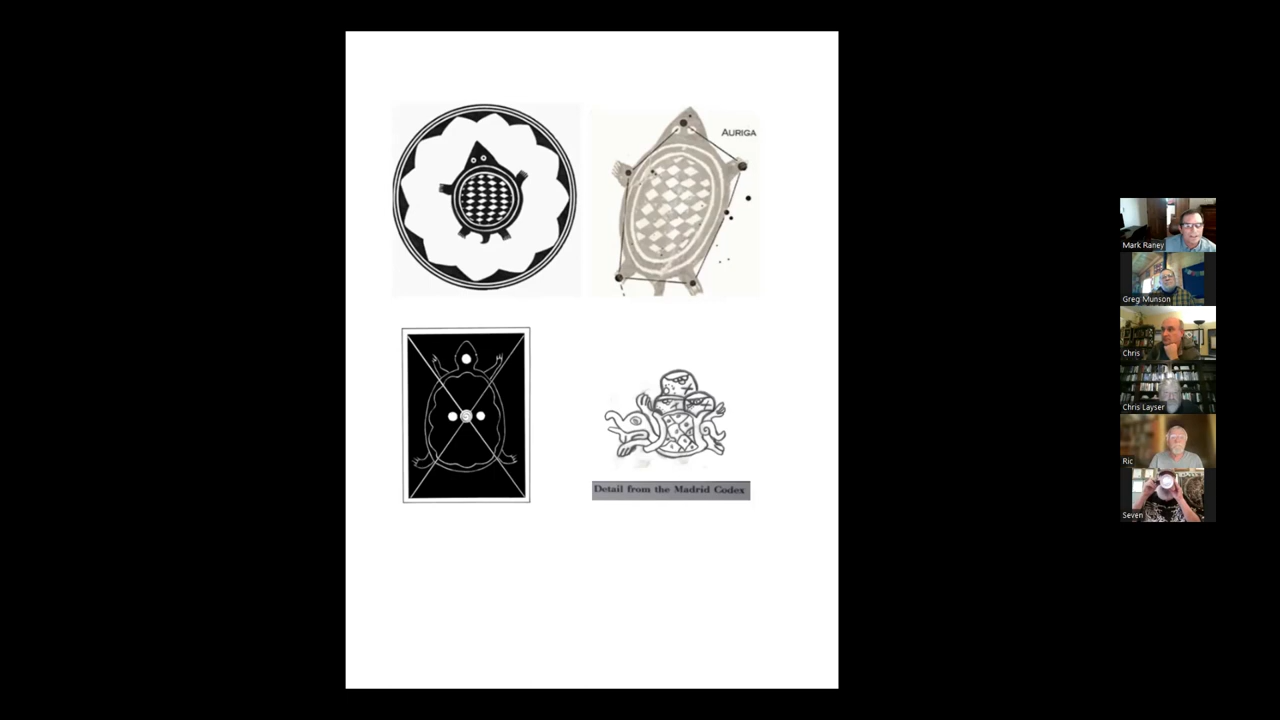 AURIGA
Detail from the Madrid Codex
Mark Raney
Greg Munson
Chris
Chris Layser
Ric
Seven